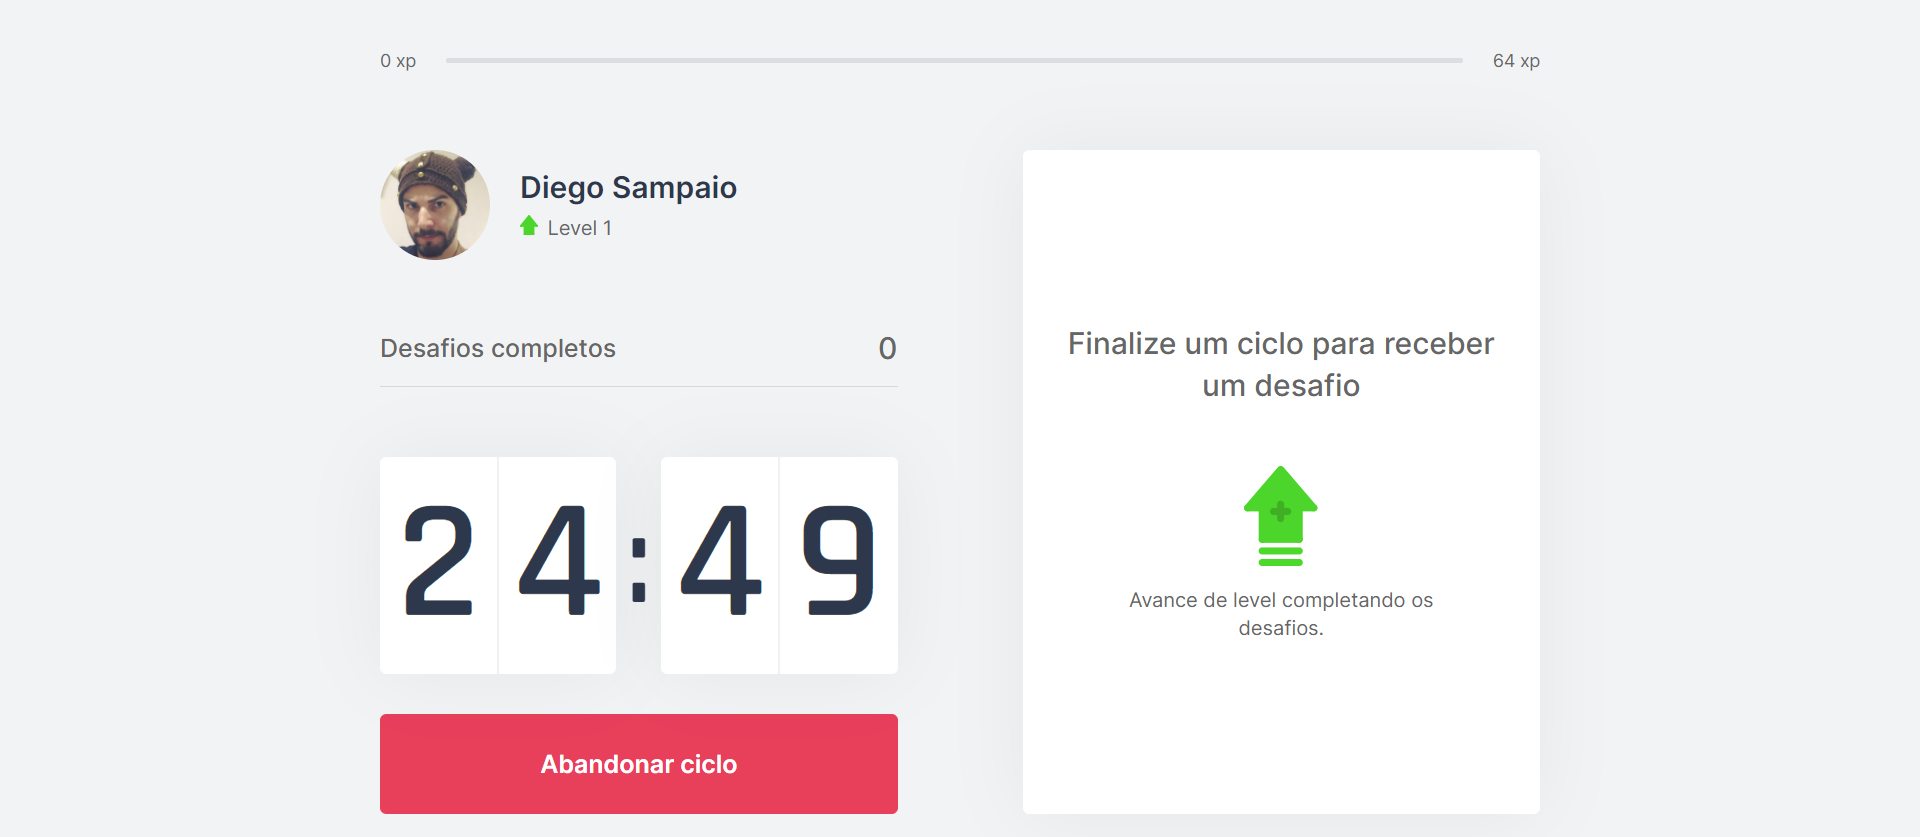 0 xp
64 xp
Diego Sampaio
Level 1
Desafios completos
0
24:49
Abandonar ciclo
Finalize um ciclo para receber
um desafio
Avance de level completando os
desafios.